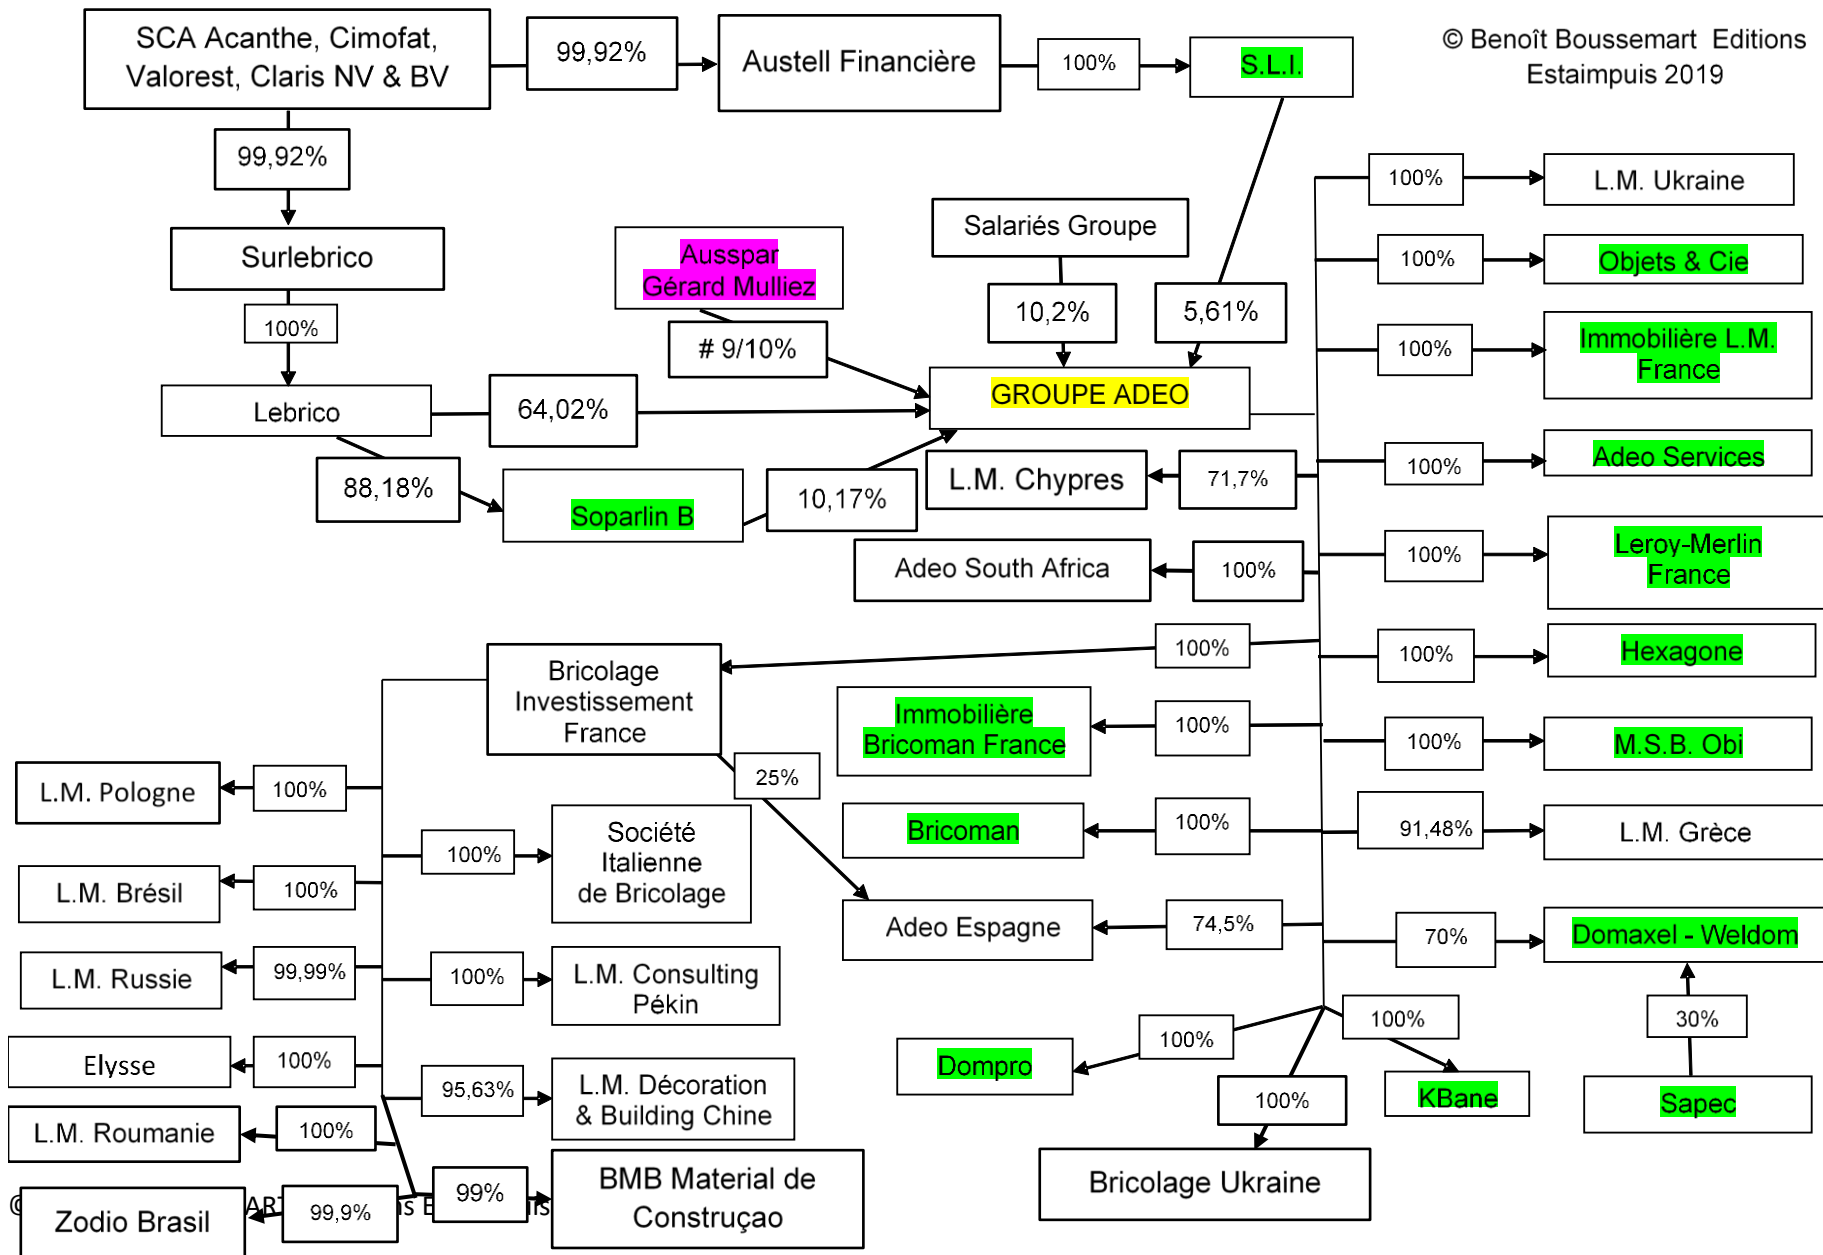 SCA Acanthe, Cimofat,
Valorest, Claris NV & BV
99,92%
Austell Financière
100%
S.L.I.
© Benoît Boussemart Editions
Estaimpuis 2019
99,92%
Surlebrico
100%
Lebrico
64,02%
88,18%
Soparlin B
10,17%
Ausspar
Gérard Mulliez
# 9/10%
Salariés Groupe
10,2%
5,61%
GROUPE ADEO
100%
L.M. Ukraine
100%
Objets & Cie
100%
Immobilière L.M.
France
100%
Adeo Services
L.M. Chypres
71,7%
100%
Leroy-Merlin
France
Adeo South Africa
100%
100%
Hexagone
Bricolage
Investissement
France
100%
Immobilière
Bricoman France
100%
100%
M.S.B. Obi
25%
Bricoman
100%
91,48%
L.M. Grèce
Adeo Espagne
74,5%
70%
Domaxel - Weldom
30%
Sapec
Dompro
100%
100%
KBane
100%
Bricolage Ukraine
L.M. Pologne
100%
100%
Société
Italienne
de Bricolage
L.M. Brésil
100%
L.M. Russie
99,99%
100%
L.M. Consulting
Pékin
Elysse
100%
95,63%
L.M. Décoration
& Building Chine
L.M. Roumanie
100%
99%
BMB Material de
Construçao
Zodio Brasil
99,9%